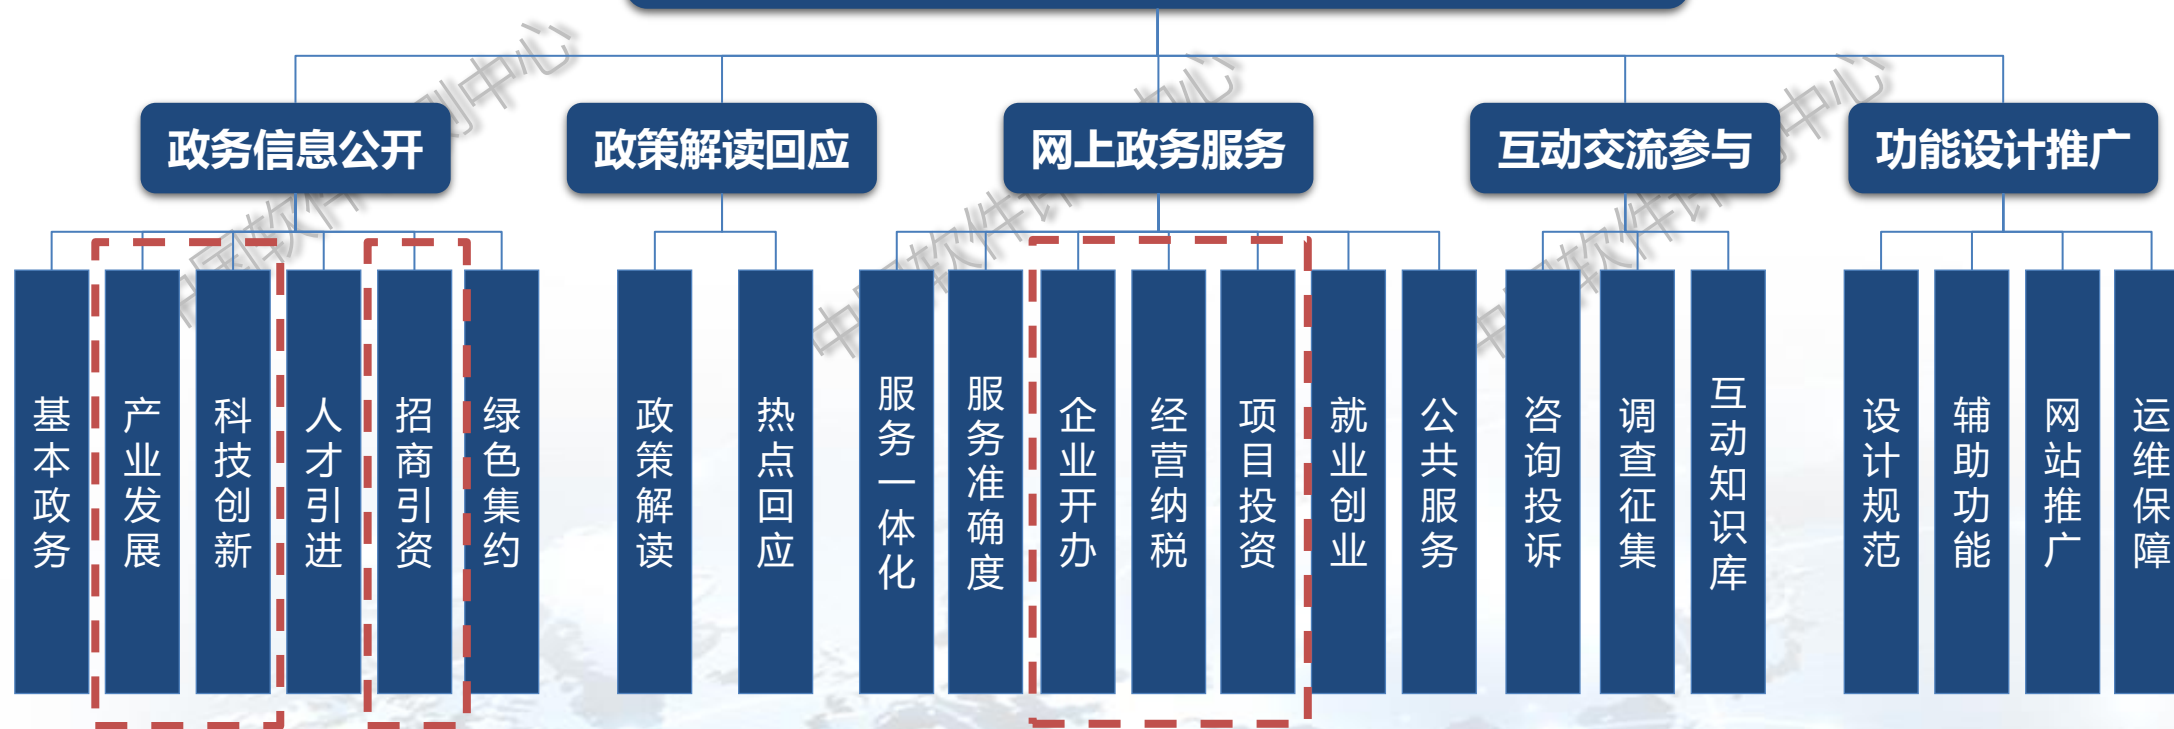 政务信息公开
政策解读回应
网上政务服务
互动交流参与
功能设计推广
基本政务
产业发展
科技创新
人才引进
招商引资
绿色集约
政策解读
热点回应
服务一体化
服务准确度
企业开办
经营纳税
项目投资
就业创业
公共服务
咨询投诉
调查征集
互动知识库
设计规范
辅助功能
网站推广
运维保障